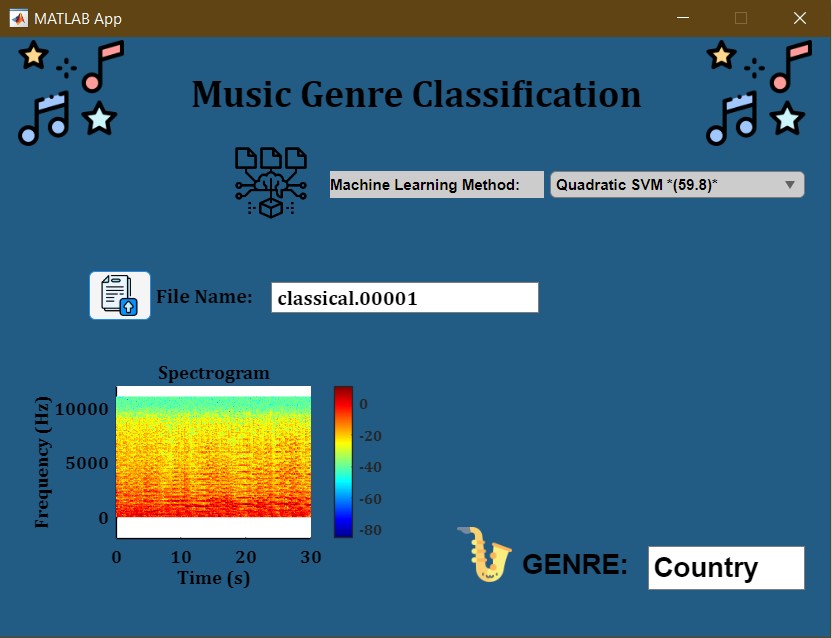 MATLAB App
Music Genre Classification
Machine Learning Method:
Quadratic SVM *(59.8)*
File Name:
classical.00001
Spectrogram
Frequency (Hz)
10000
5000
0
0 10 20 30
Time (s)
0
-20
-40
-60
-80
GENRE:
Country